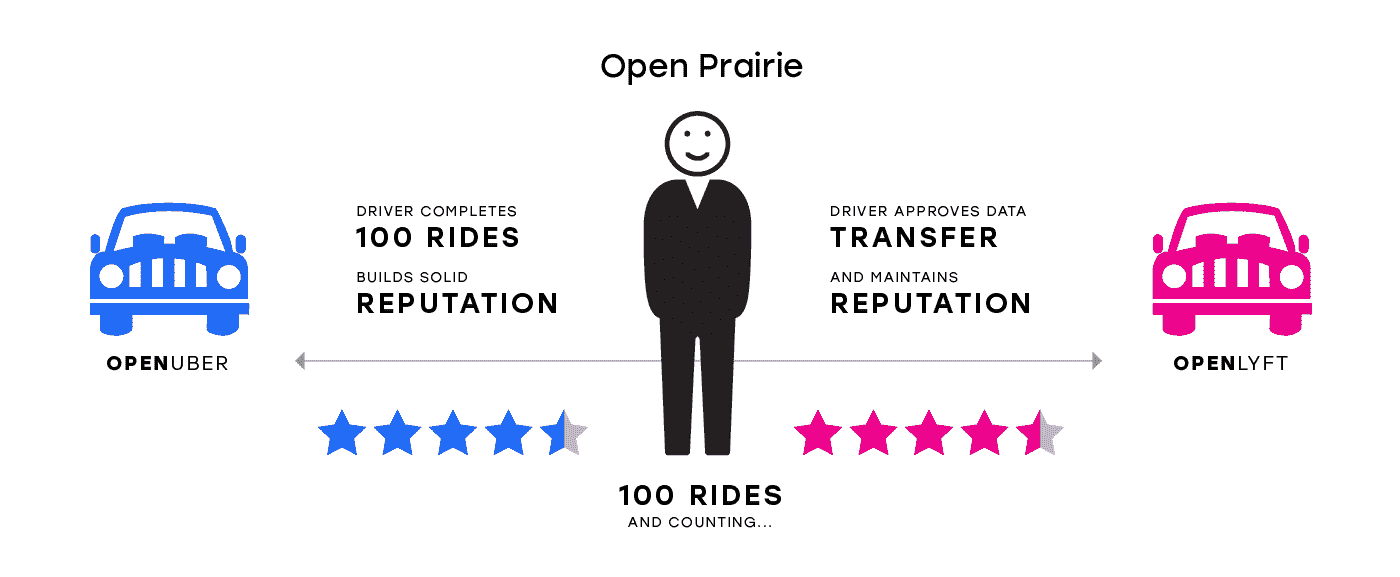 Open Prairie
DRIVER COMPLETES
100 RIDES
BUILDS SOLID
REPUTATION
DRIVER APPROVES DATA
TRANSFER
AND MAINTAINS
REPUTATION
OPENUBER
OPENLYFT
100 RIDES
AND COUNTING...